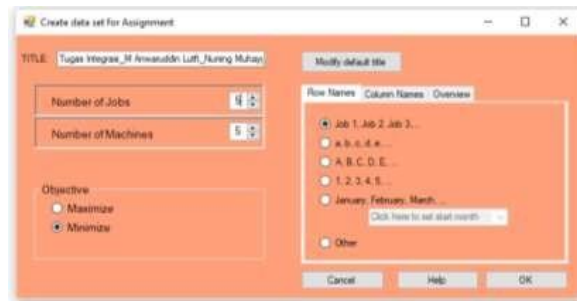 Create data set for Assignment
TITLE: Tugas Integrasi_M Anwaruddin Lutfi_Nuning Muhay
Modify default title
Number of Jobs 5
Number of Machines 5
Objective
Maximize
Minimize
Row Names Column Names Overview
Job 1, Job 2, Job 3, ...
a, b, c, d, e, ...
A, B, C, D, E, ...
1, 2, 3, 4, 5, ...
January, February, March, ...
Click here to set start month
Other
Cancel Help OK